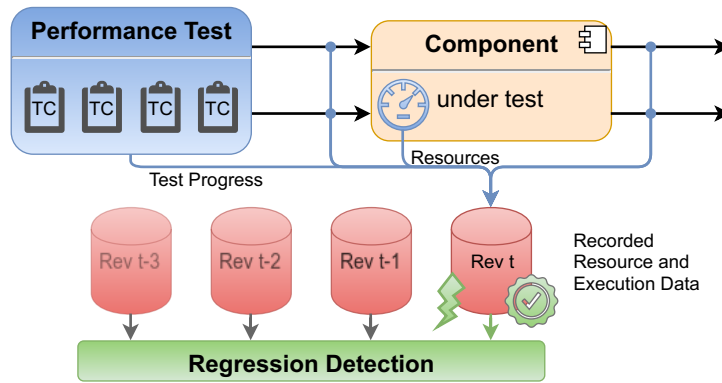 Performance Test
TC TC TC TC
Component
under test
Resources
Test Progress
Rev t-3
Rev t-2
Rev t-1
Rev t
Recorded
Resource and
Execution Data
Regression Detection